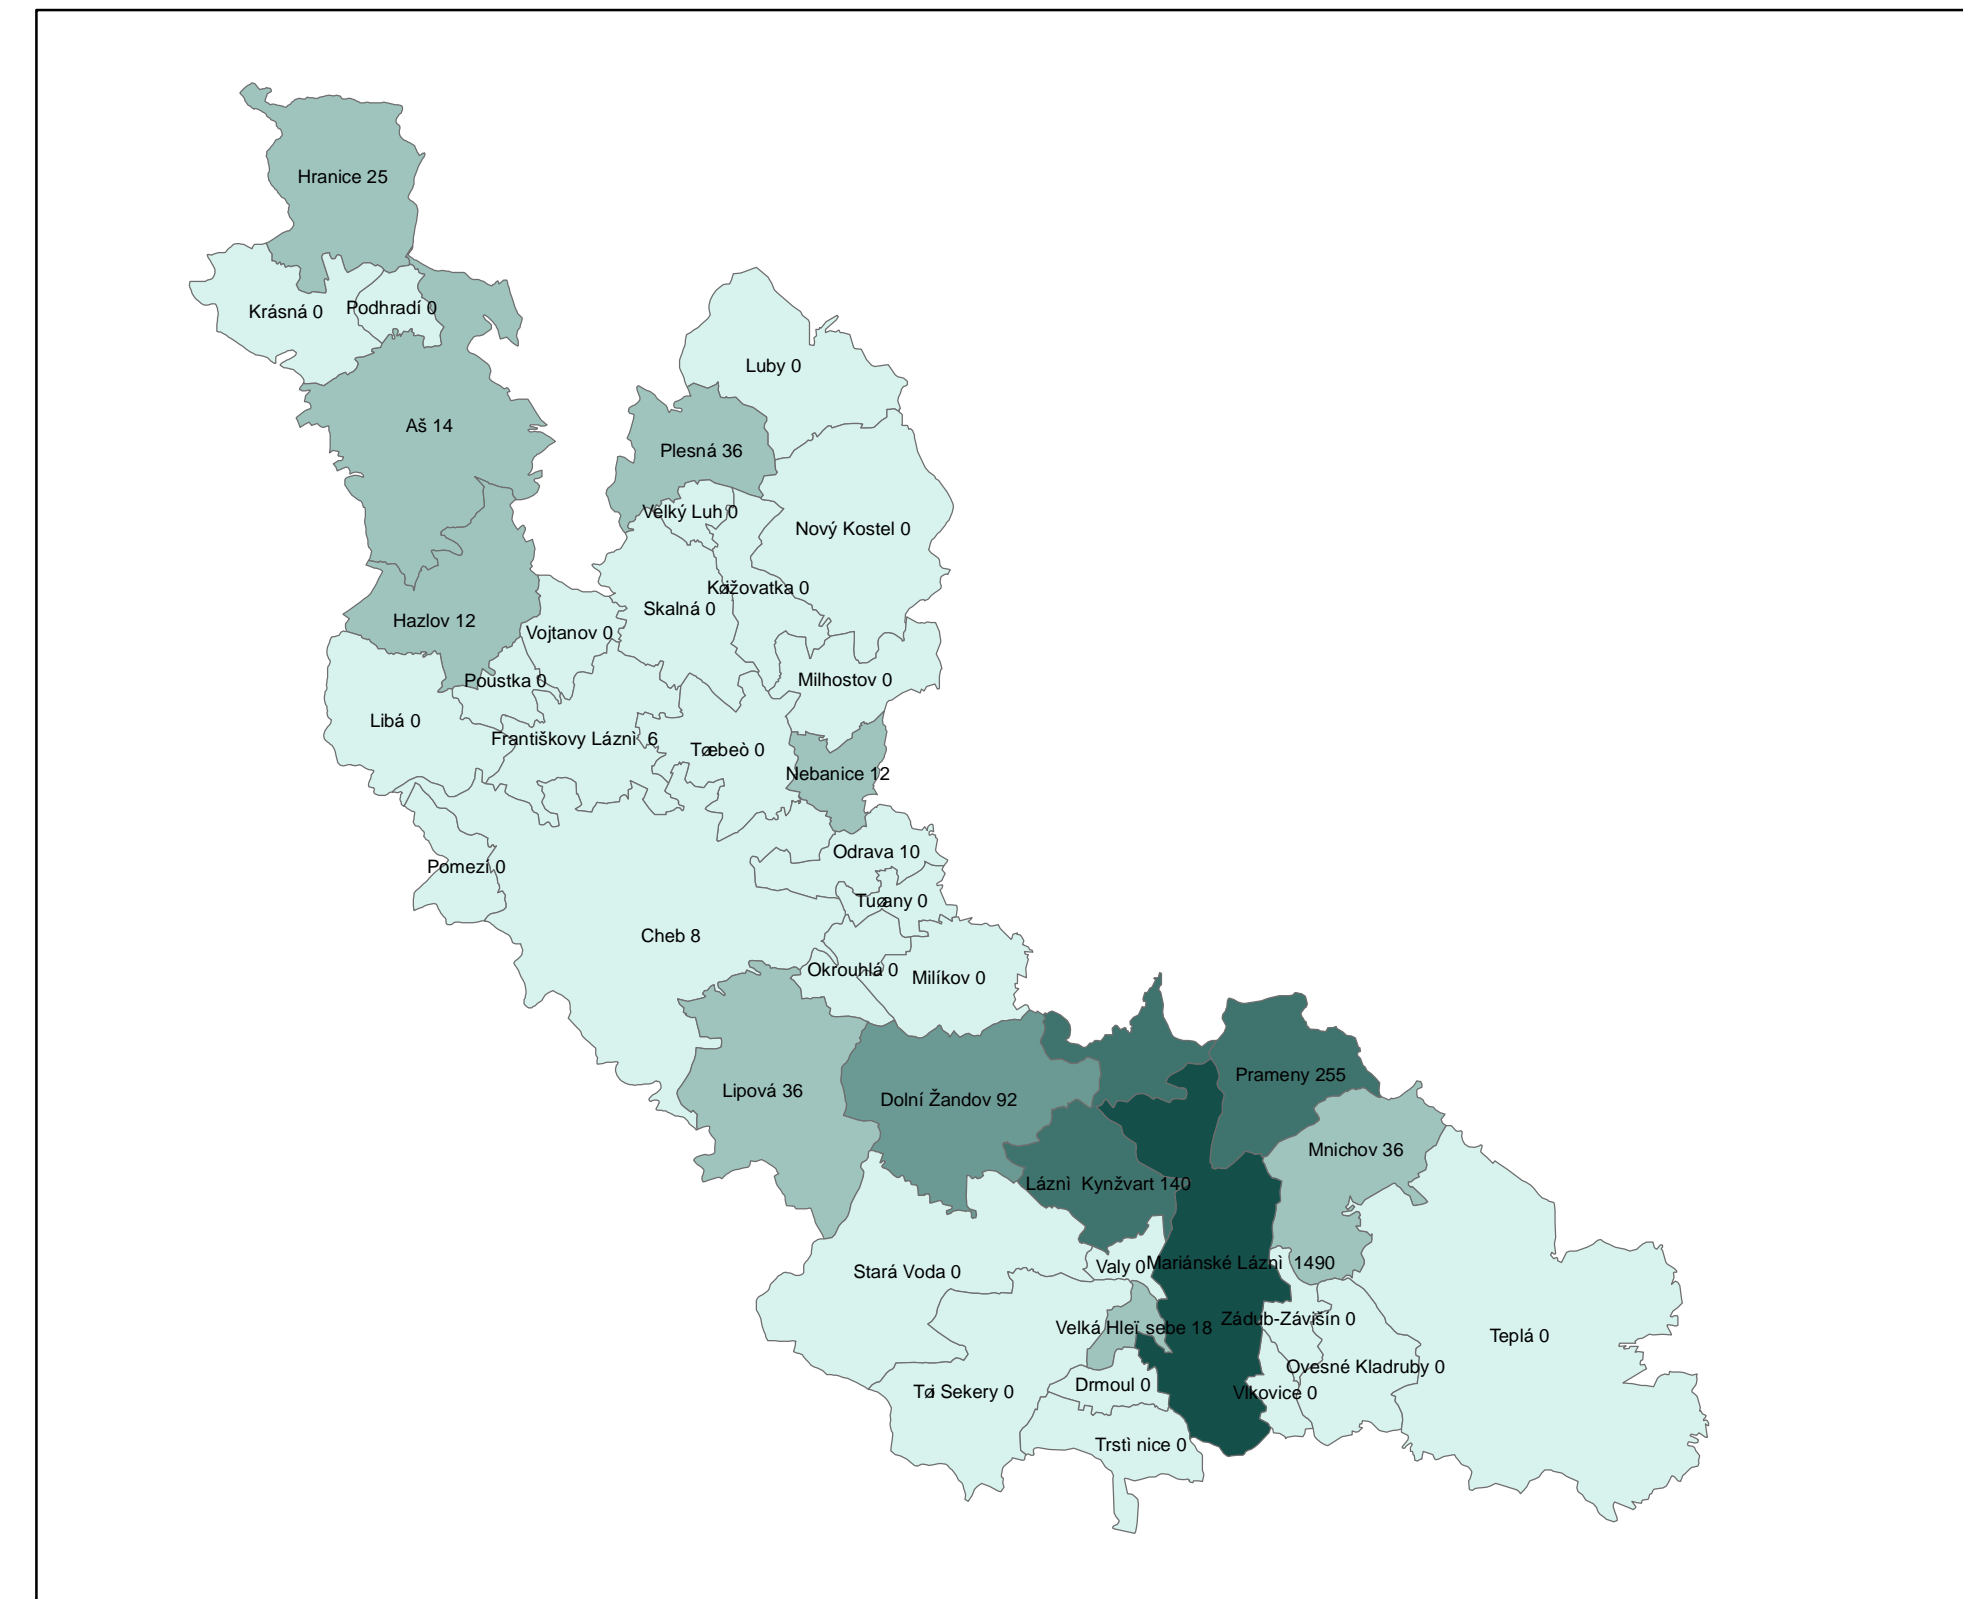 Hranice 25
Krásná 0
Podhradí 0
Luby 0
Aš 14
Plesná 36
Velký Luh 0
Nový Kostel 0
Køižovatka 0
Skalná 0
Hazlov 12
Vojtanov 0
Poustka 0
Milhostov 0
Libá 0
Františkovy Láznì 6
Tøebeò 0
Nebanice 12
Odrava 10
Pomezí 0
Tuøany 0
Cheb 8
Okrouhlá 0
Milíkov 0
Prameny 255
Lipová 36
Dolní Žandov 92
Mnichov 36
Láznì Kynžvart 140
Mariánské Láznì 1490
Valy 0
Stará Voda 0
Zádub-Závišín 0
Velká Hleï sebe 18
Teplá 0
Ovesné Kladruby 0
Drmoul 0
Tøi Sekery 0
Vlkovice 0
Trstì nice 0